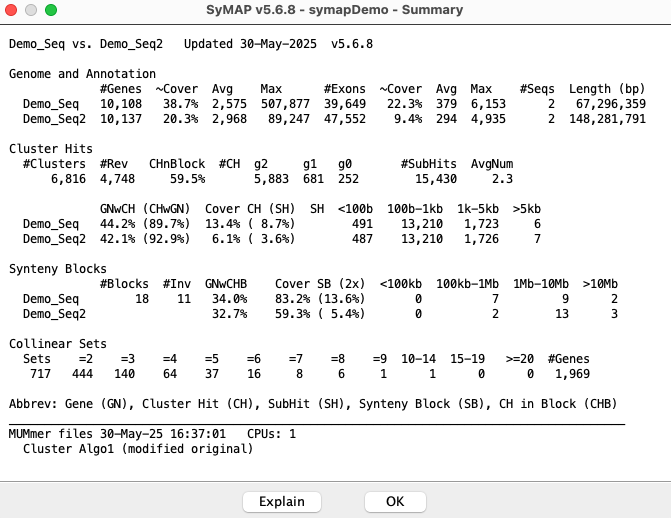 SyMAP v5.6.8 - symapDemo - Summary
Demo_Seq vs. Demo_Seq2   Updated 30-May-2025  v5.6.8
Genome and Annotation
             #Genes  ~Cover  Avg    Max      #Exons  ~Cover  Avg  Max    #Seqs  Length (bp)
  Demo_Seq   10,108   38.7%  2,575  507,877  39,649   22.3%  379  6,153      2   67,296,359
  Demo_Seq2  10,137   20.3%  2,968   89,247  47,552    9.4%  294  4,935      2  148,281,791
Cluster Hits
  #Clusters  #Rev   CHnBlock  #CH  g2     g1   g0      #SubHits  AvgNum
      6,816  4,748     59.5%       5,883  681  252       15,430     2.3
             GNwCH (CHwGN)   Cover CH (SH)  SH  <100b  100b-1kb  1k-5kb  >5kb
  Demo_Seq   44.2% (89.7%)   13.4% ( 8.7%)        491    13,210   1,723     6
  Demo_Seq2  42.1% (92.9%)    6.1% ( 3.6%)        487    13,210   1,726     7
Synteny Blocks
             #Blocks  #Inv  GNwCHB    Cover SB (2x)  <100kb  100kb-1Mb  1Mb-10Mb  >10Mb
  Demo_Seq        18    11   34.0%    83.2% (13.6%)       0          7         9      2
  Demo_Seq2                  32.7%    59.3% ( 5.4%)       0          2        13      3
Collinear Sets
  Sets    =2    =3    =4    =5    =6    =7    =8    =9  10-14  15-19  >=20  #Genes
   717   444   140    64    37    16     8     6     1      1      0     0   1,969
Abbrev: Gene (GN), Cluster Hit (CH), SubHit (SH), Synteny Block (SB), CH in Block (CHB)
MUMmer files 30-May-25 16:37:01   CPUs: 1
  Cluster Algo1 (modified original)
Explain   OK